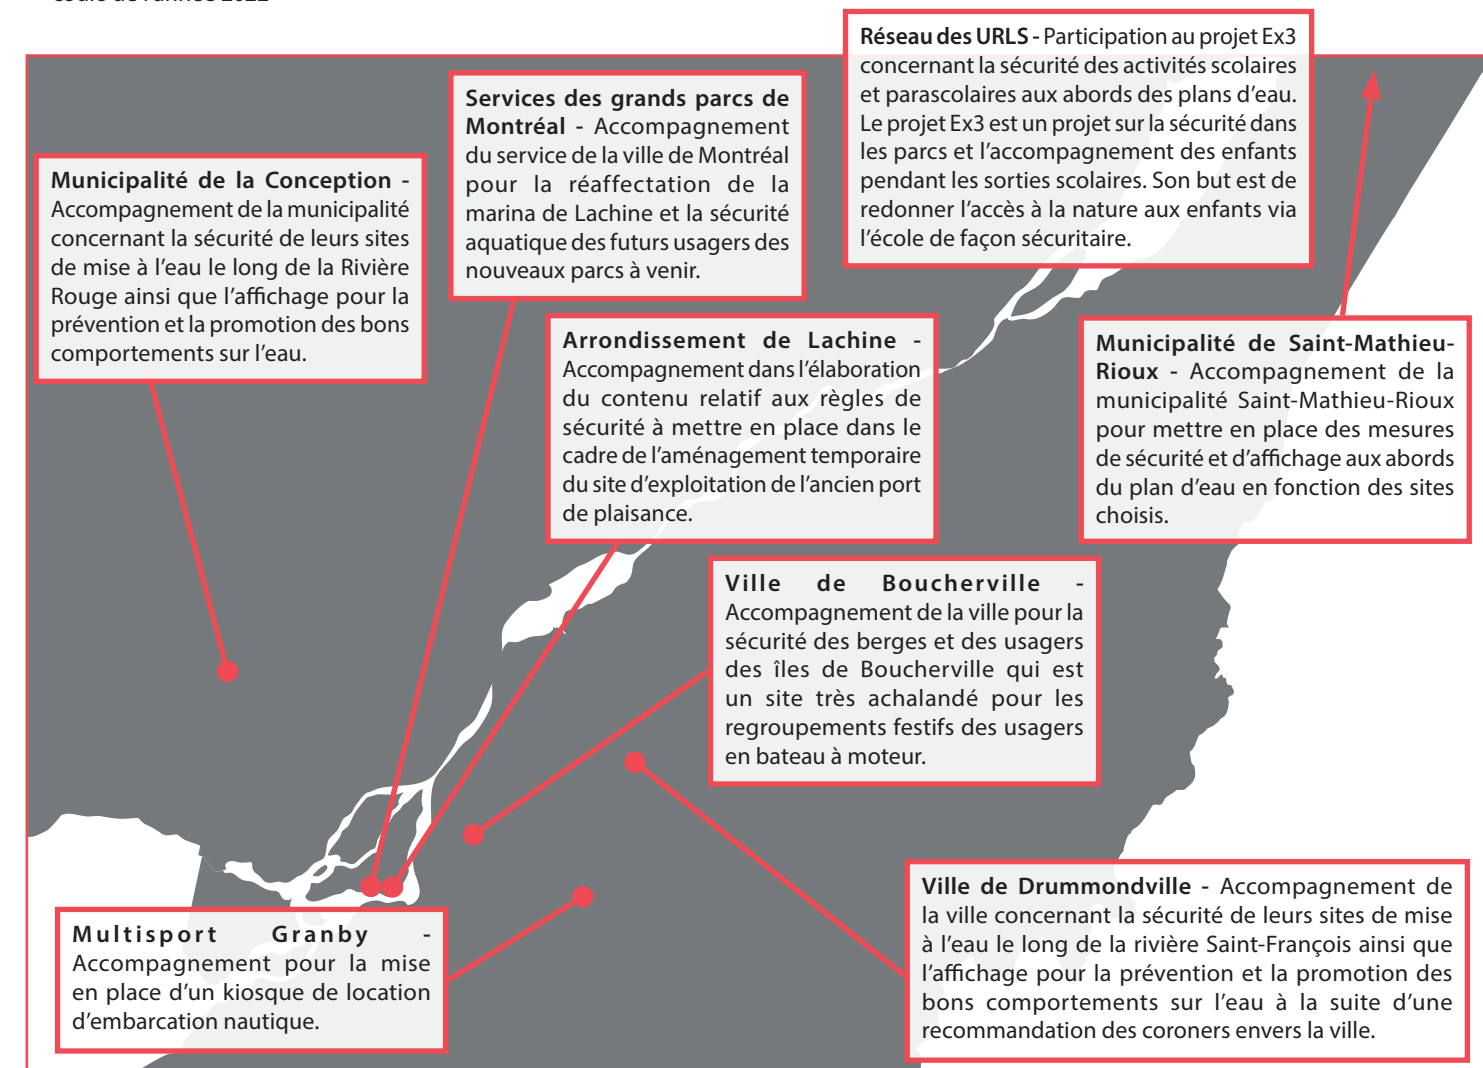 Réseau des URLS - Participation au projet Ex3
concernant la sécurité des activités scolaires
et parascolaires aux abords des plans d'eau.
Le projet Ex3 est un projet sur la sécurité dans
les parcs et l'accompagnement des enfants
pendant les sorties scolaires. Son but est de
redonner l'accès à la nature aux enfants via
l'école de façon sécuritaire.
Services des grands parcs de
Montréal - Accompagnement
du service de la ville de Montréal
pour la réaffectation de la
marina de Lachine et la sécurité
aquatique des futurs usagers des
nouveaux parcs à venir.
Municipalité de la Conception -
Accompagnement de la municipalité
concernant la sécurité de leurs sites
de mise à l'eau le long de la Rivière
Rouge ainsi que l'affichage pour la
prévention et la promotion des bons
comportements sur l'eau.
Arrondissement de Lachine -
Accompagnement dans l'élaboration
du contenu relatif aux règles de
sécurité à mettre en place dans le
cadre de l'aménagement temporaire
du site d'exploitation de l'ancien port
de plaisance.
Municipalité de Saint-Mathieu-
Rioux - Accompagnement de la
municipalité Saint-Mathieu-Rioux
pour mettre en place des mesures
de sécurité et d'affichage aux abords
du plan d'eau en fonction des sites
choisis.
Ville de Boucherville -
Accompagnement de la ville pour la
sécurité des berges et des usagers
des îles de Boucherville qui est
un site très achalandé pour les
regroupements festifs des usagers
en bateau à moteur.
Ville de Drummondville - Accompagnement de
la ville concernant la sécurité de leurs sites de mise
à l'eau le long de la rivière Saint-François ainsi que
l'affichage pour la prévention et la promotion des
bons comportements sur l'eau à la suite d'une
recommandation des coroners envers la ville.
Multisport Granby -
Accompagnement pour la mise
en place d'un kiosque de location
d'embarcation nautique.